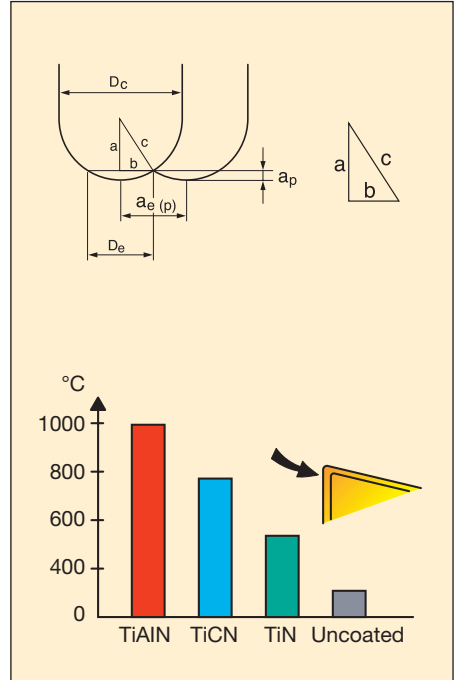 Dc
a c
b
a c
b
ap
ae (p)
De
°C
1000
800
600
400
0
TiAlN TiCN TiN Uncoated